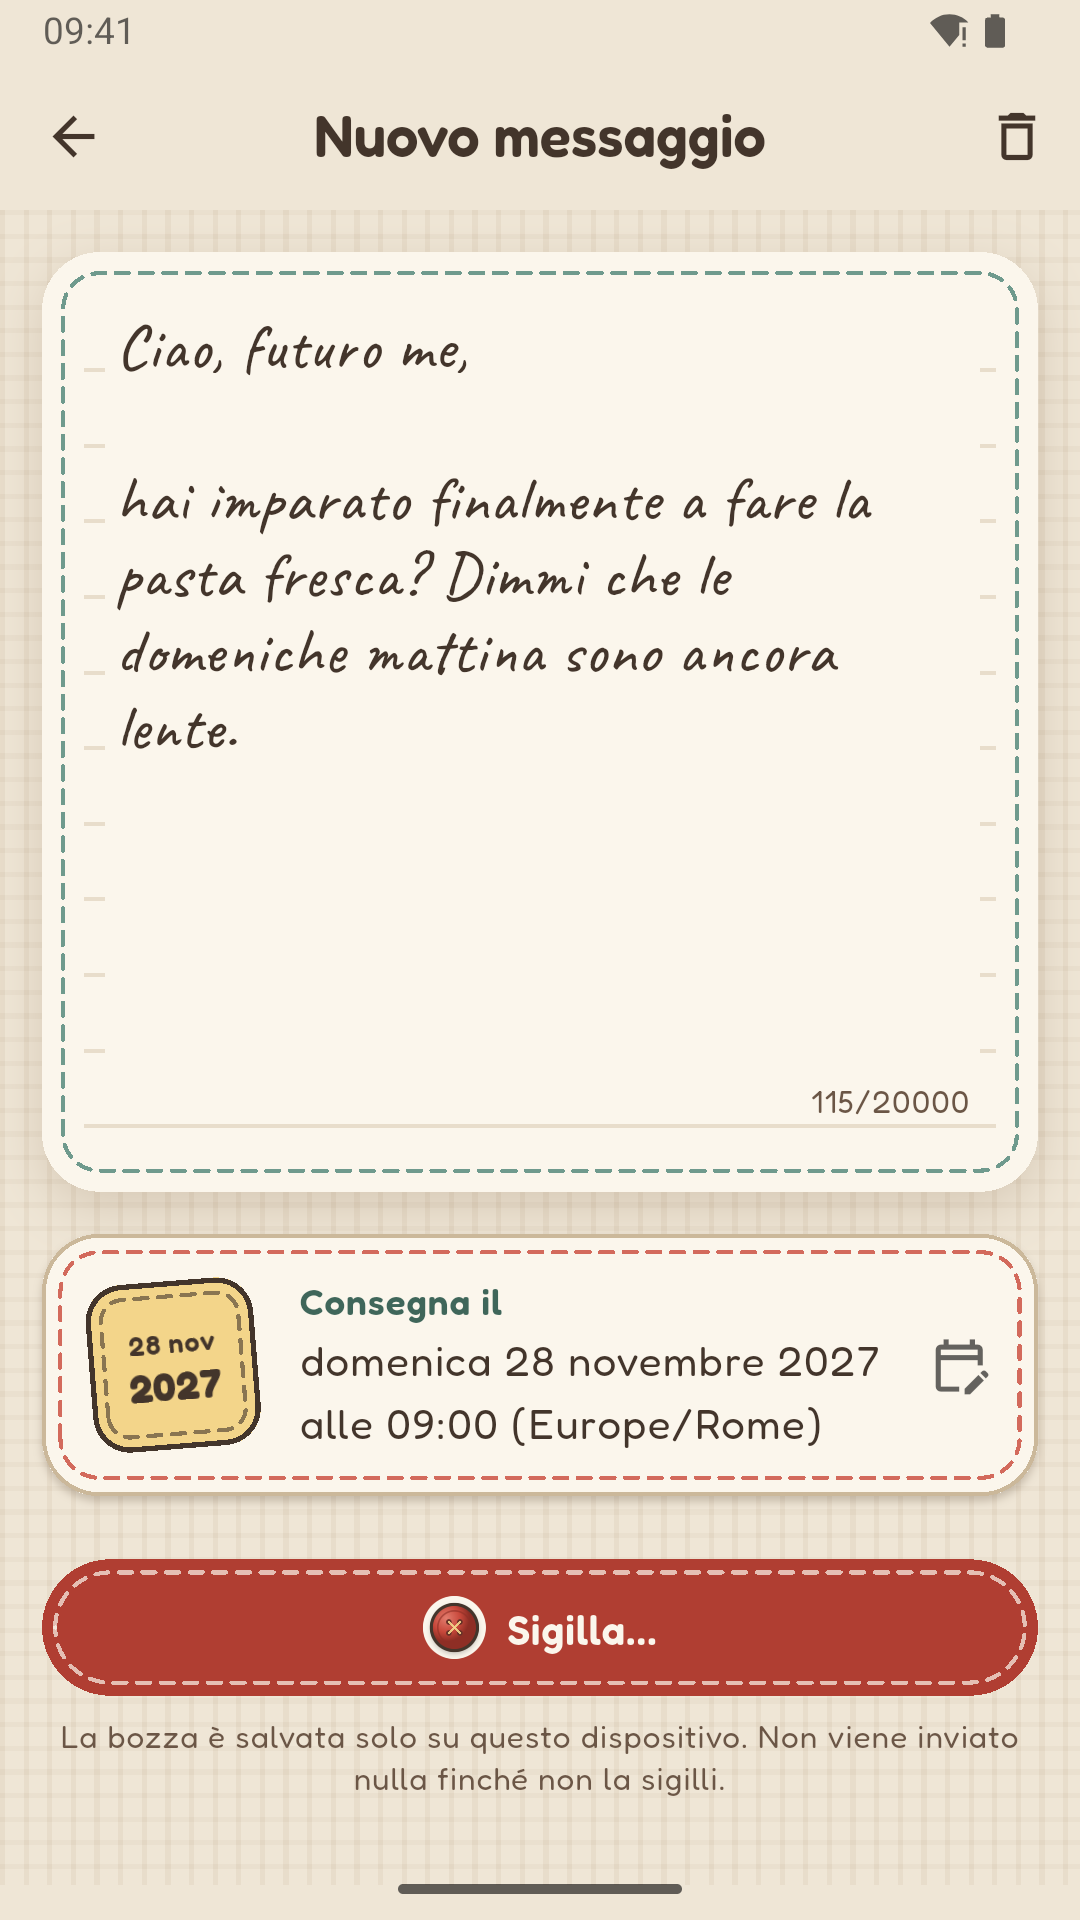 09:41
Nuovo messaggio
Ciao, futuro me,
hai imparato finalmente a fare la
pasta fresca? Dimmi che le
domeniche mattina sono ancora
lente.
115/20000
28 nov
2027
Consegna il
domenica 28 novembre 2027
alle 09:00 (Europe/Rome)
Sigilla...
La bozza è salvata solo su questo dispositivo. Non viene inviato
nulla finché non la sigilli.